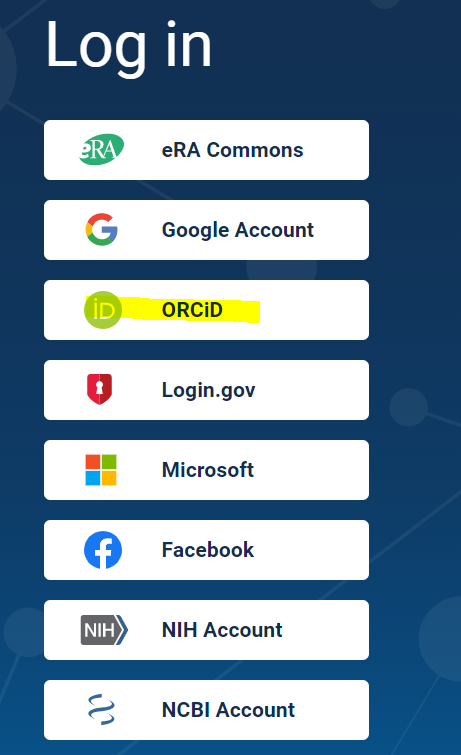 Log in
eRA eRA Commons
Google Account
iD ORCiD
Login.gov
Microsoft
Facebook
NIH NIH Account
NCBI Account